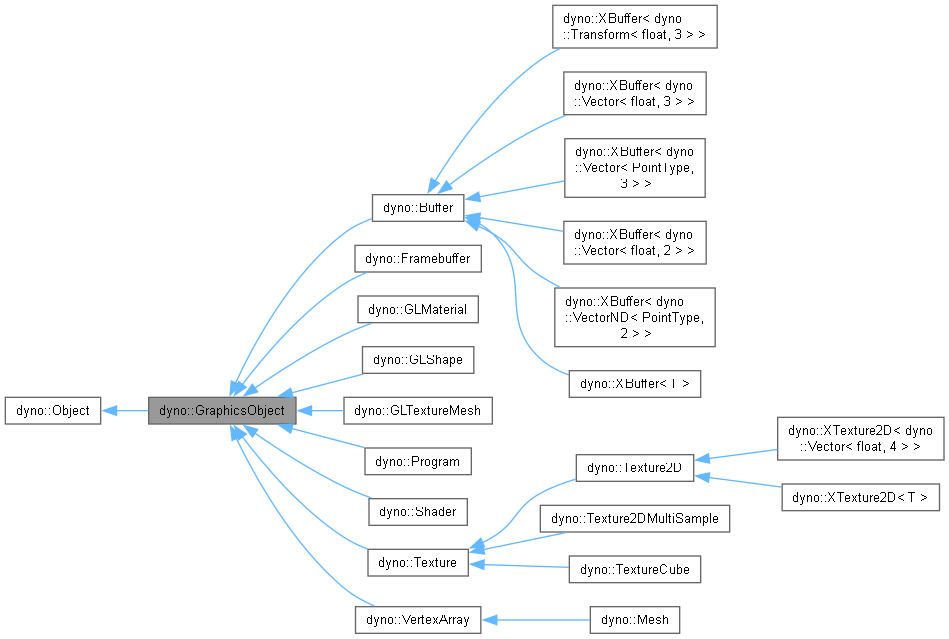 dyno::XBuffer< dyno
::Transform< float, 3 > >
dyno::XBuffer< dyno
::Vector< float, 3 > >
dyno::XBuffer< dyno
::Vector< PointType,
3 > >
dyno::Buffer
dyno::XBuffer< dyno
::Vector< float, 2 > >
dyno::Framebuffer
dyno::XBuffer< dyno
::VectorND< PointType,
2 > >
dyno::GLMaterial
dyno::GLShape
dyno::XBuffer< T >
dyno::Object
dyno::GraphicsObject
dyno::GLTextureMesh
dyno::XTexture2D< dyno
::Vector< float, 4 > >
dyno::Program
dyno::Texture2D
dyno::XTexture2D< T >
dyno::Shader
dyno::Texture2DMultiSample
dyno::Texture
dyno::TextureCube
dyno::VertexArray
dyno::Mesh